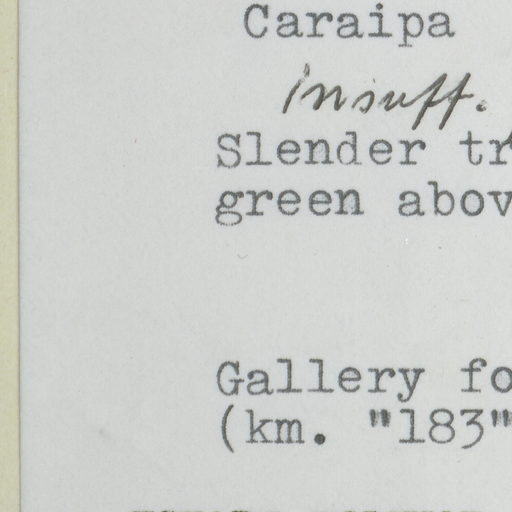 Caraipa
insuff.
Slender tr
green abov
Gallery fo
(km. "183"